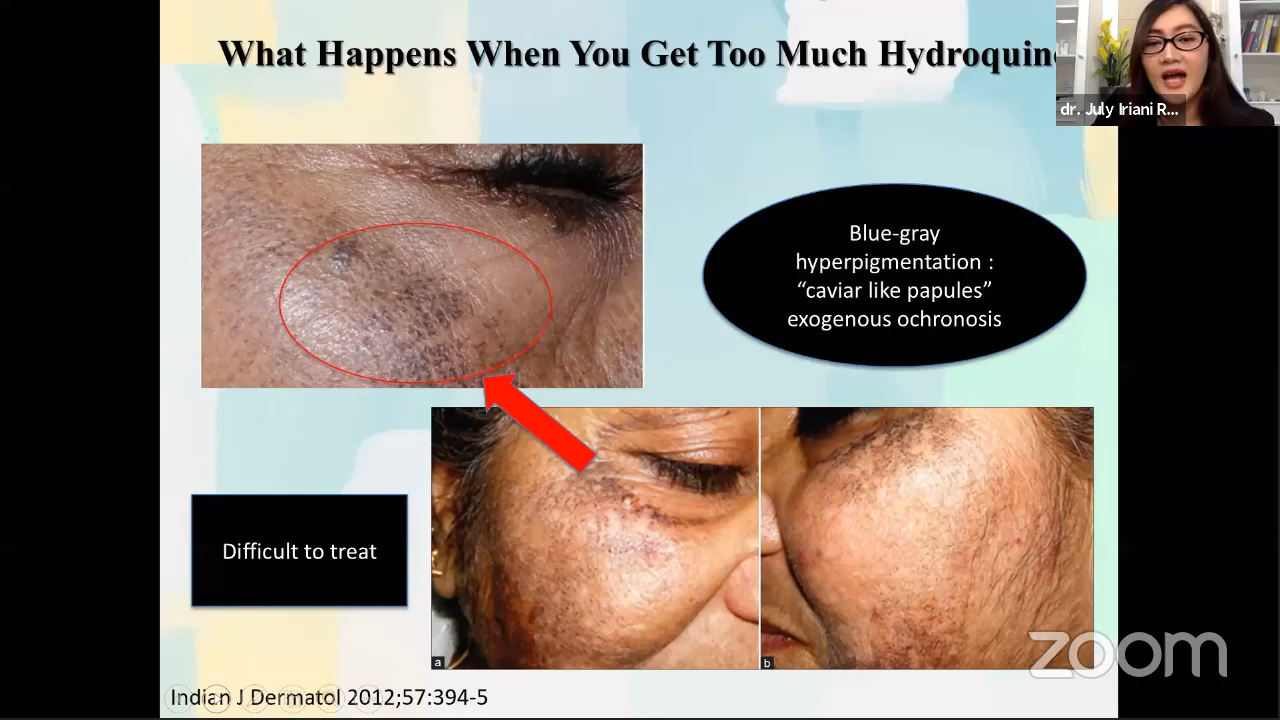 What Happens When You Get Too Much Hydroquin
dr. July Iriani R...
Blue-gray
hyperpigmentation :
“caviar like papules”
exogenous ochronosis
Difficult to treat
a
b
zoom
Indian J Dermatol 2012;57:394-5